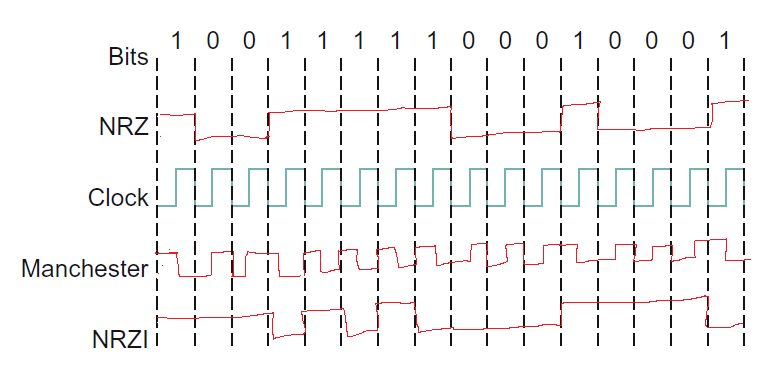 1 0 0 1 1 1 1 1 0 0 0 1 0 0 0 1
Bits
NRZ
Clock
Manchester
NRZI